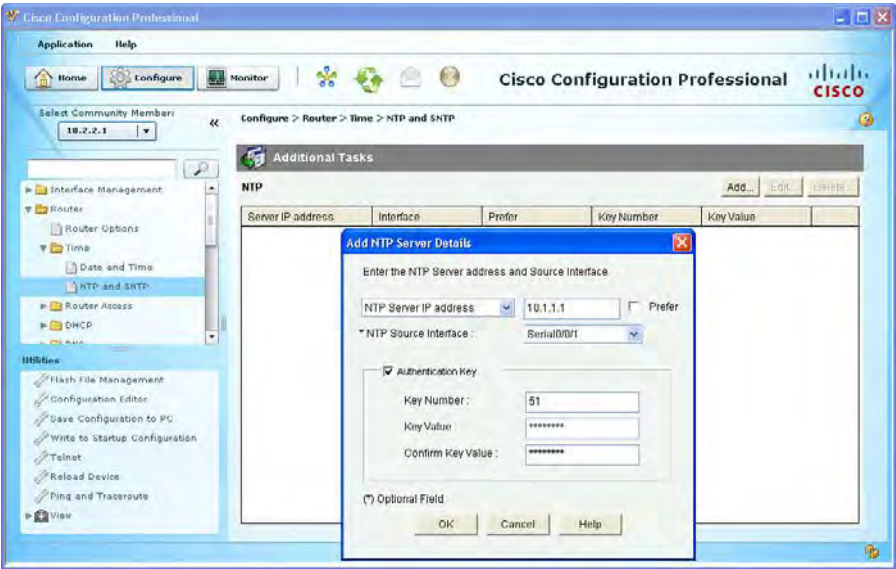 Cisco Configuration Professional
Application Help
Home Configure Monitor Cisco Configuration Professional CISCO
Select Community Member:
10.2.2.1
«
Configure > Router > Time > NTP and SNTP
Additional Tasks
NTP
Add... Edit... Delete...
Server IP address Interface Prefer Key Number Key Value
Interface Management
Router
Router Options
Time
Date and Time
NTP and SNTP
Router Access
DHCP
DNS
Utilities
Flash File Management
Configuration Editor
Save Configuration to PC
Write to Startup Configuration
Telnet
Reload Device
Ping and Traceroute
View
Add NTP Server Details
Enter the NTP Server address and Source Interface
NTP Server IP address 10.1.1.1 Prefer
* NTP Source Interface : Serial0/0/1
Authentication Key
Key Number : 51
Key Value : ********
Confirm Key Value : ********
(*) Optional Field
OK Cancel Help